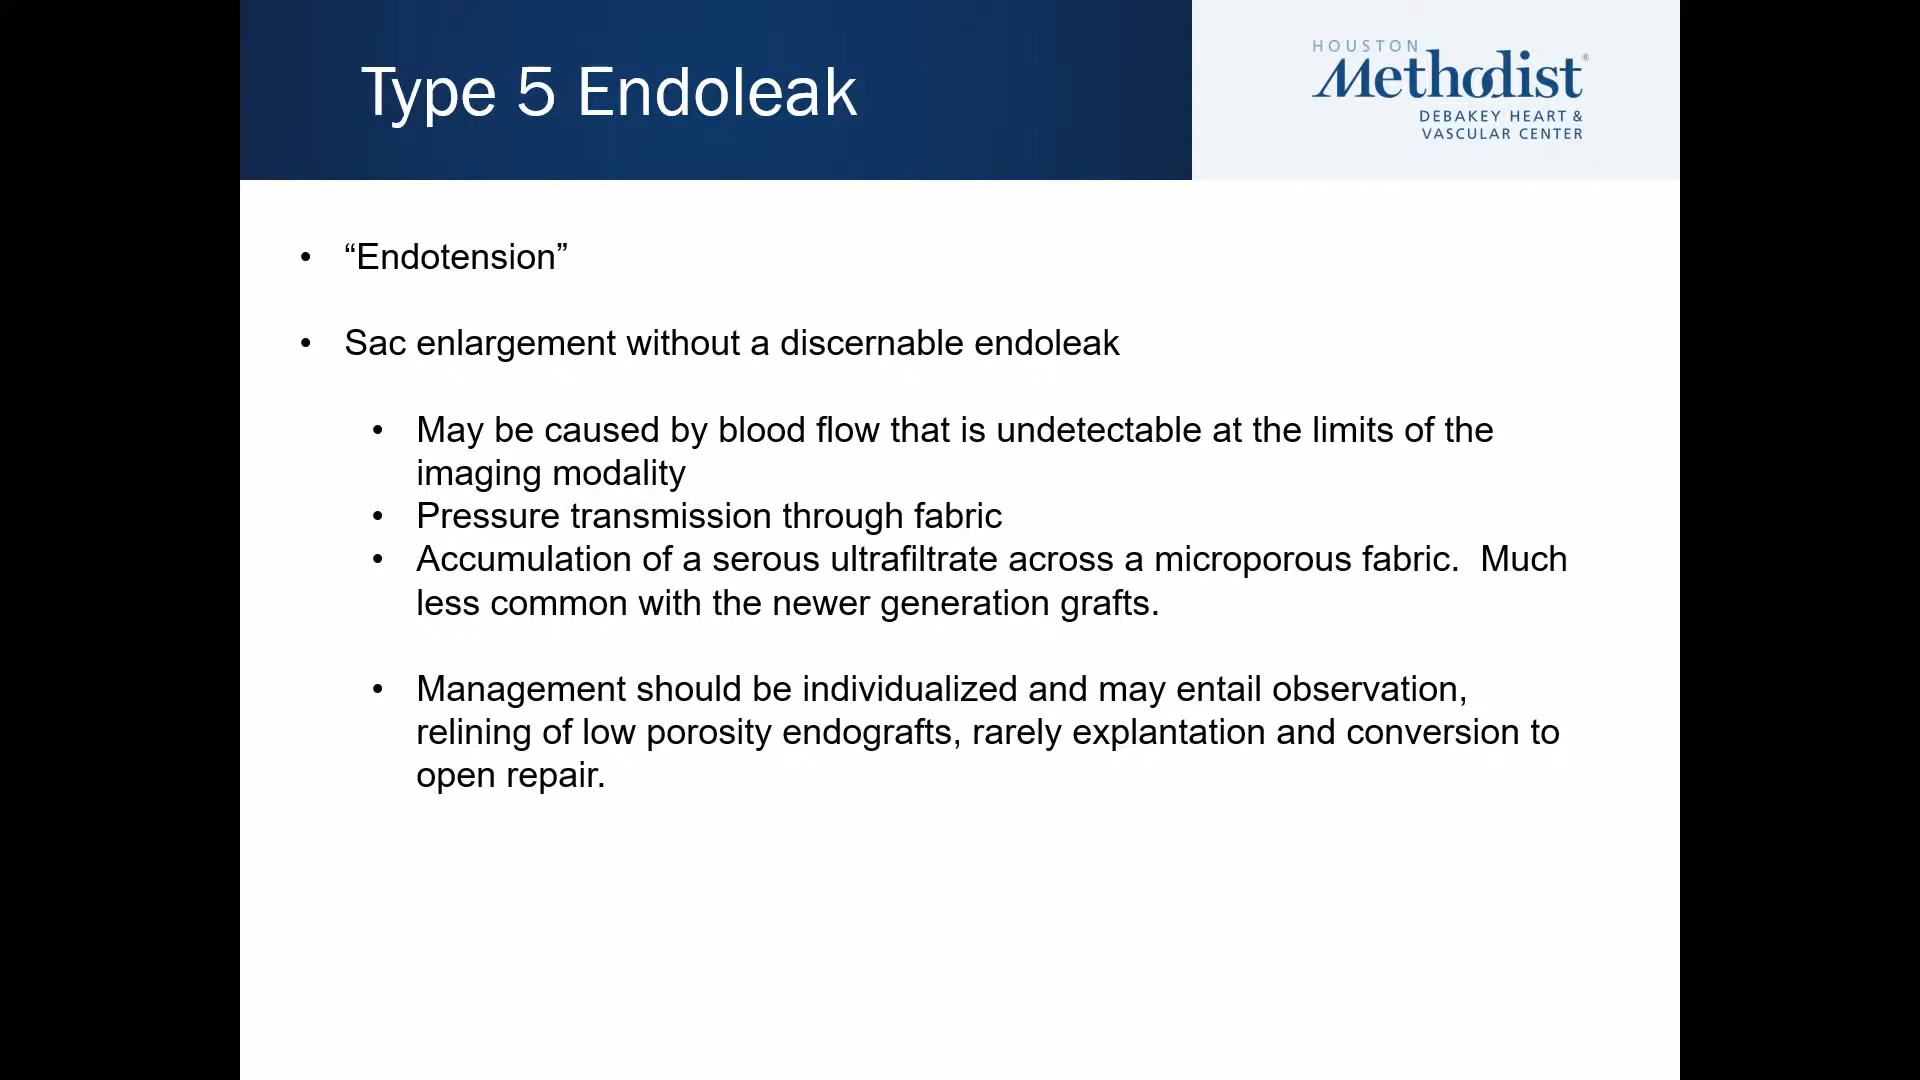 Type 5 Endoleak
HOUSTON
Methodist®
DEBAKEY HEART &
VASCULAR CENTER
• “Endotension”
• Sac enlargement without a discernable endoleak
• May be caused by blood flow that is undetectable at the limits of the
imaging modality
• Pressure transmission through fabric
• Accumulation of a serous ultrafiltrate across a microporous fabric.  Much
less common with the newer generation grafts.
• Management should be individualized and may entail observation,
relining of low porosity endografts, rarely explantation and conversion to
open repair.